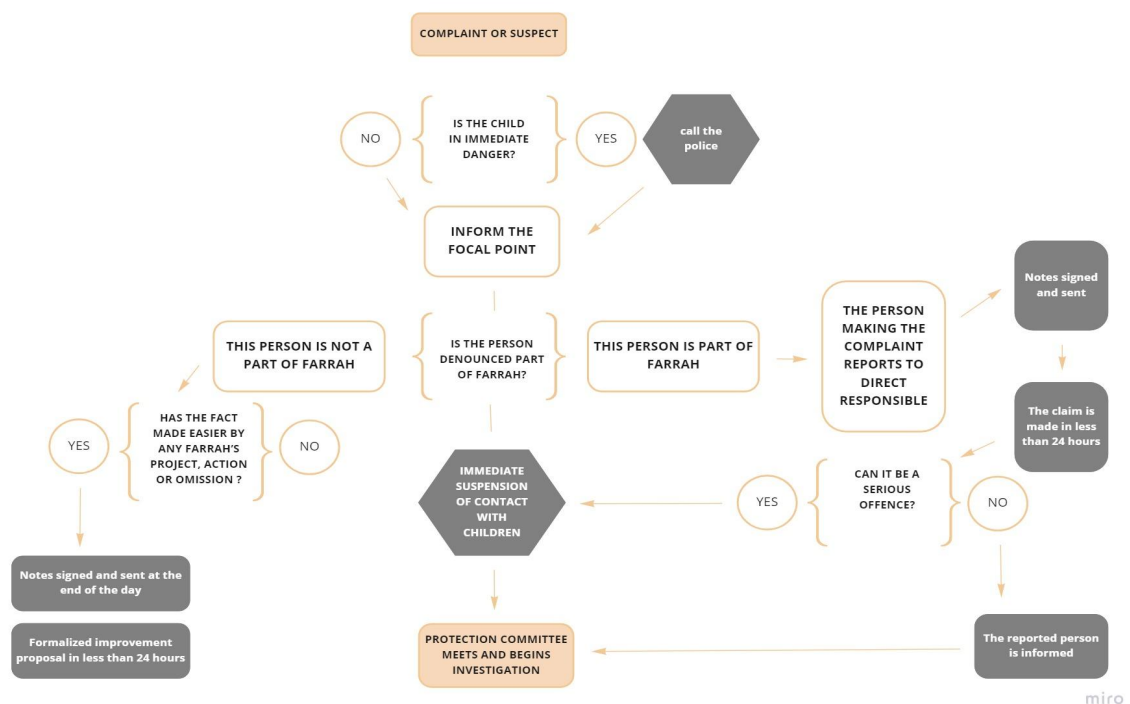 COMPLAINT OR SUSPECT
NO
IS THE CHILD
IN IMMEDIATE
DANGER?
YES
call the
police
INFORM THE
FOCAL POINT
THIS PERSON IS NOT A
PART OF FARRAH
IS THE PERSON
DENOUNCED PART
OF FARRAH?
THIS PERSON IS PART OF
FARRAH
THE PERSON
MAKING THE
COMPLAINT
REPORTS TO
DIRECT
RESPONSIBLE
Notes signed
and sent
The claim is
made in less
than 24 hours
YES
HAS THE FACT
MADE EASIER BY
ANY FARRAH'S
PROJECT, ACTION
OR OMISSION ?
NO
IMMEDIATE
SUSPENSION
OF CONTACT
WITH
CHILDREN
YES
CAN IT BE A
SERIOUS
OFFENCE?
NO
Notes signed and sent at the
end of the day
Formalized improvement
proposal in less than 24 hours
PROTECTION COMMITTEE
MEETS AND BEGINS
INVESTIGATION
The reported person
is informed
miro